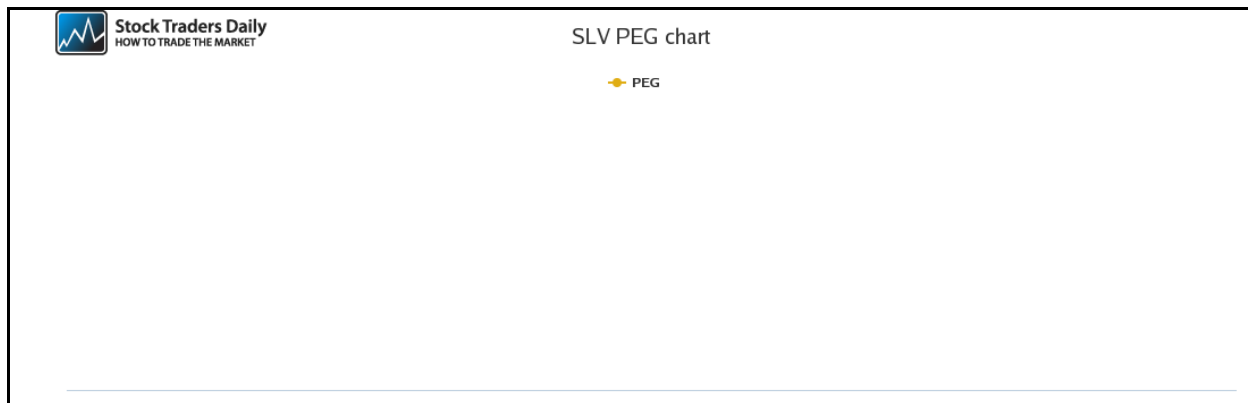 Stock Traders Daily
HOW TO TRADE THE MARKET
SLV PEG chart
PEG